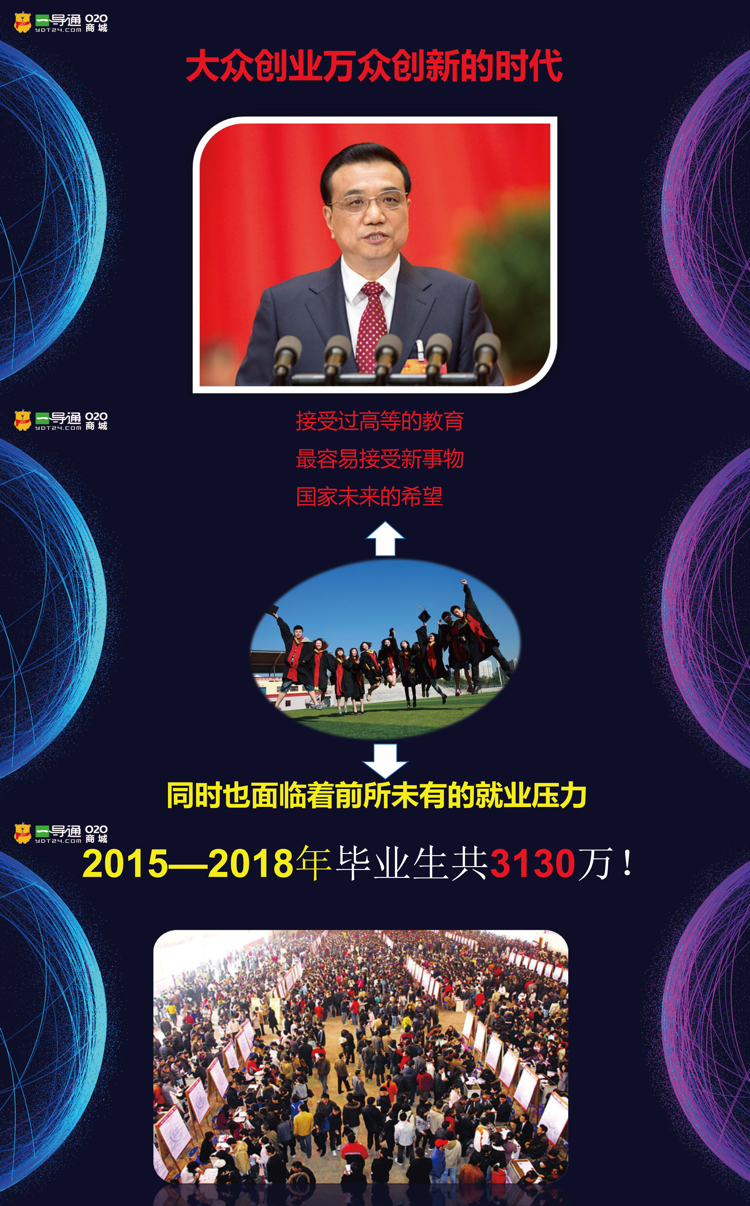 一导通 O2O
YDT24.COM 商城
大众创业万众创新的时代
一导通 O2O
YDT24.COM 商城
接受过高等的教育
最容易接受新事物
国家未来的希望
同时也面临着前所未有的就业压力
一导通 O2O
YDT24.COM 商城
2015—2018年毕业生共3130万！